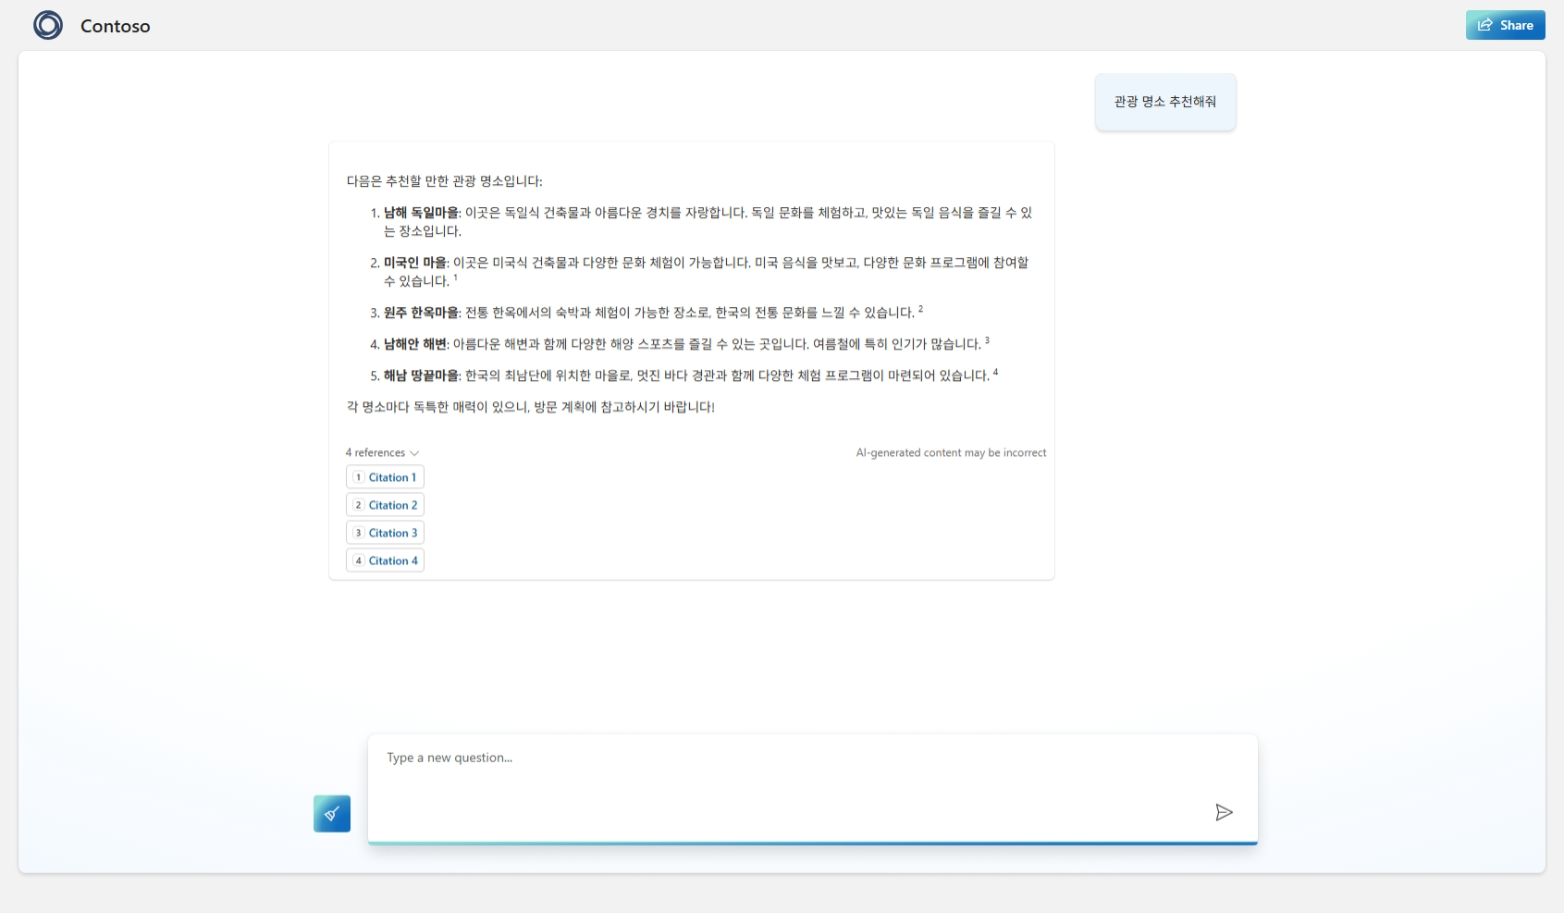 Contoso
Share
관광 명소 추천해줘
다음은 추천할 만한 관광 명소입니다:
1. 남해 독일마을: 이곳은 독일식 건축물과 아름다운 경치를 자랑합니다. 독일 문화를 체험하고, 맛있는 독일 음식을 즐길 수 있
는 장소입니다.
2. 미국인 마을: 이곳은 미국식 건축물과 다양한 문화 체험이 가능합니다. 미국 음식을 맛보고, 다양한 문화 프로그램에 참여할
수 있습니다. 1
3. 원주 한옥마을: 전통 한옥에서의 숙박과 체험이 가능한 장소로, 한국의 전통 문화를 느낄 수 있습니다. 2
4. 남해안 해변: 아름다운 해변과 함께 다양한 해양 스포츠를 즐길 수 있는 곳입니다. 여름철에 특히 인기가 많습니다. 3
5. 해남 땅끝마을: 한국의 최남단에 위치한 마을로, 멋진 바다 경관과 함께 다양한 체험 프로그램이 마련되어 있습니다. 4
각 명소마다 독특한 매력이 있으니, 방문 계획에 참고하시기 바랍니다!
4 references
AI-generated content may be incorrect
1 Citation 1
2 Citation 2
3 Citation 3
4 Citation 4
Type a new question...